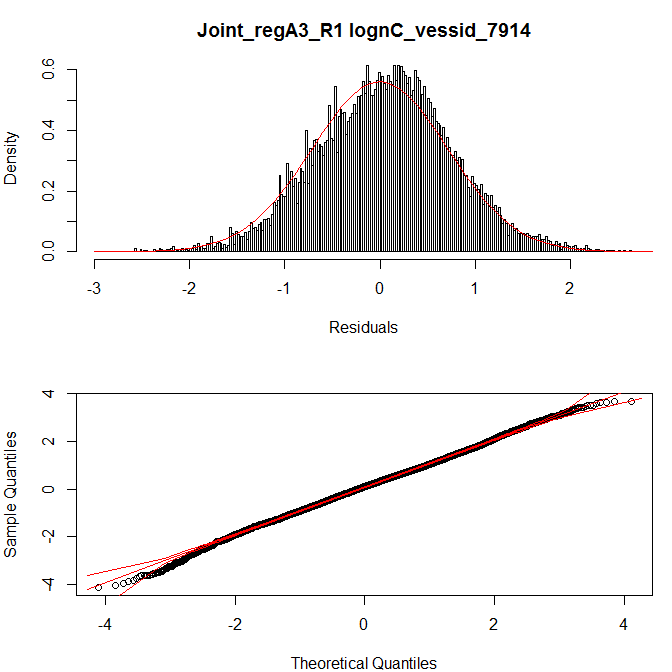 Joint_regA3_R1 lognC_vessid_7914
Density
0.0 0.2 0.4 0.6
-3 -2 -1 0 1 2
Residuals
Sample Quantiles
-4 -2 0 2 4
-4 -2 0 2 4
Theoretical Quantiles